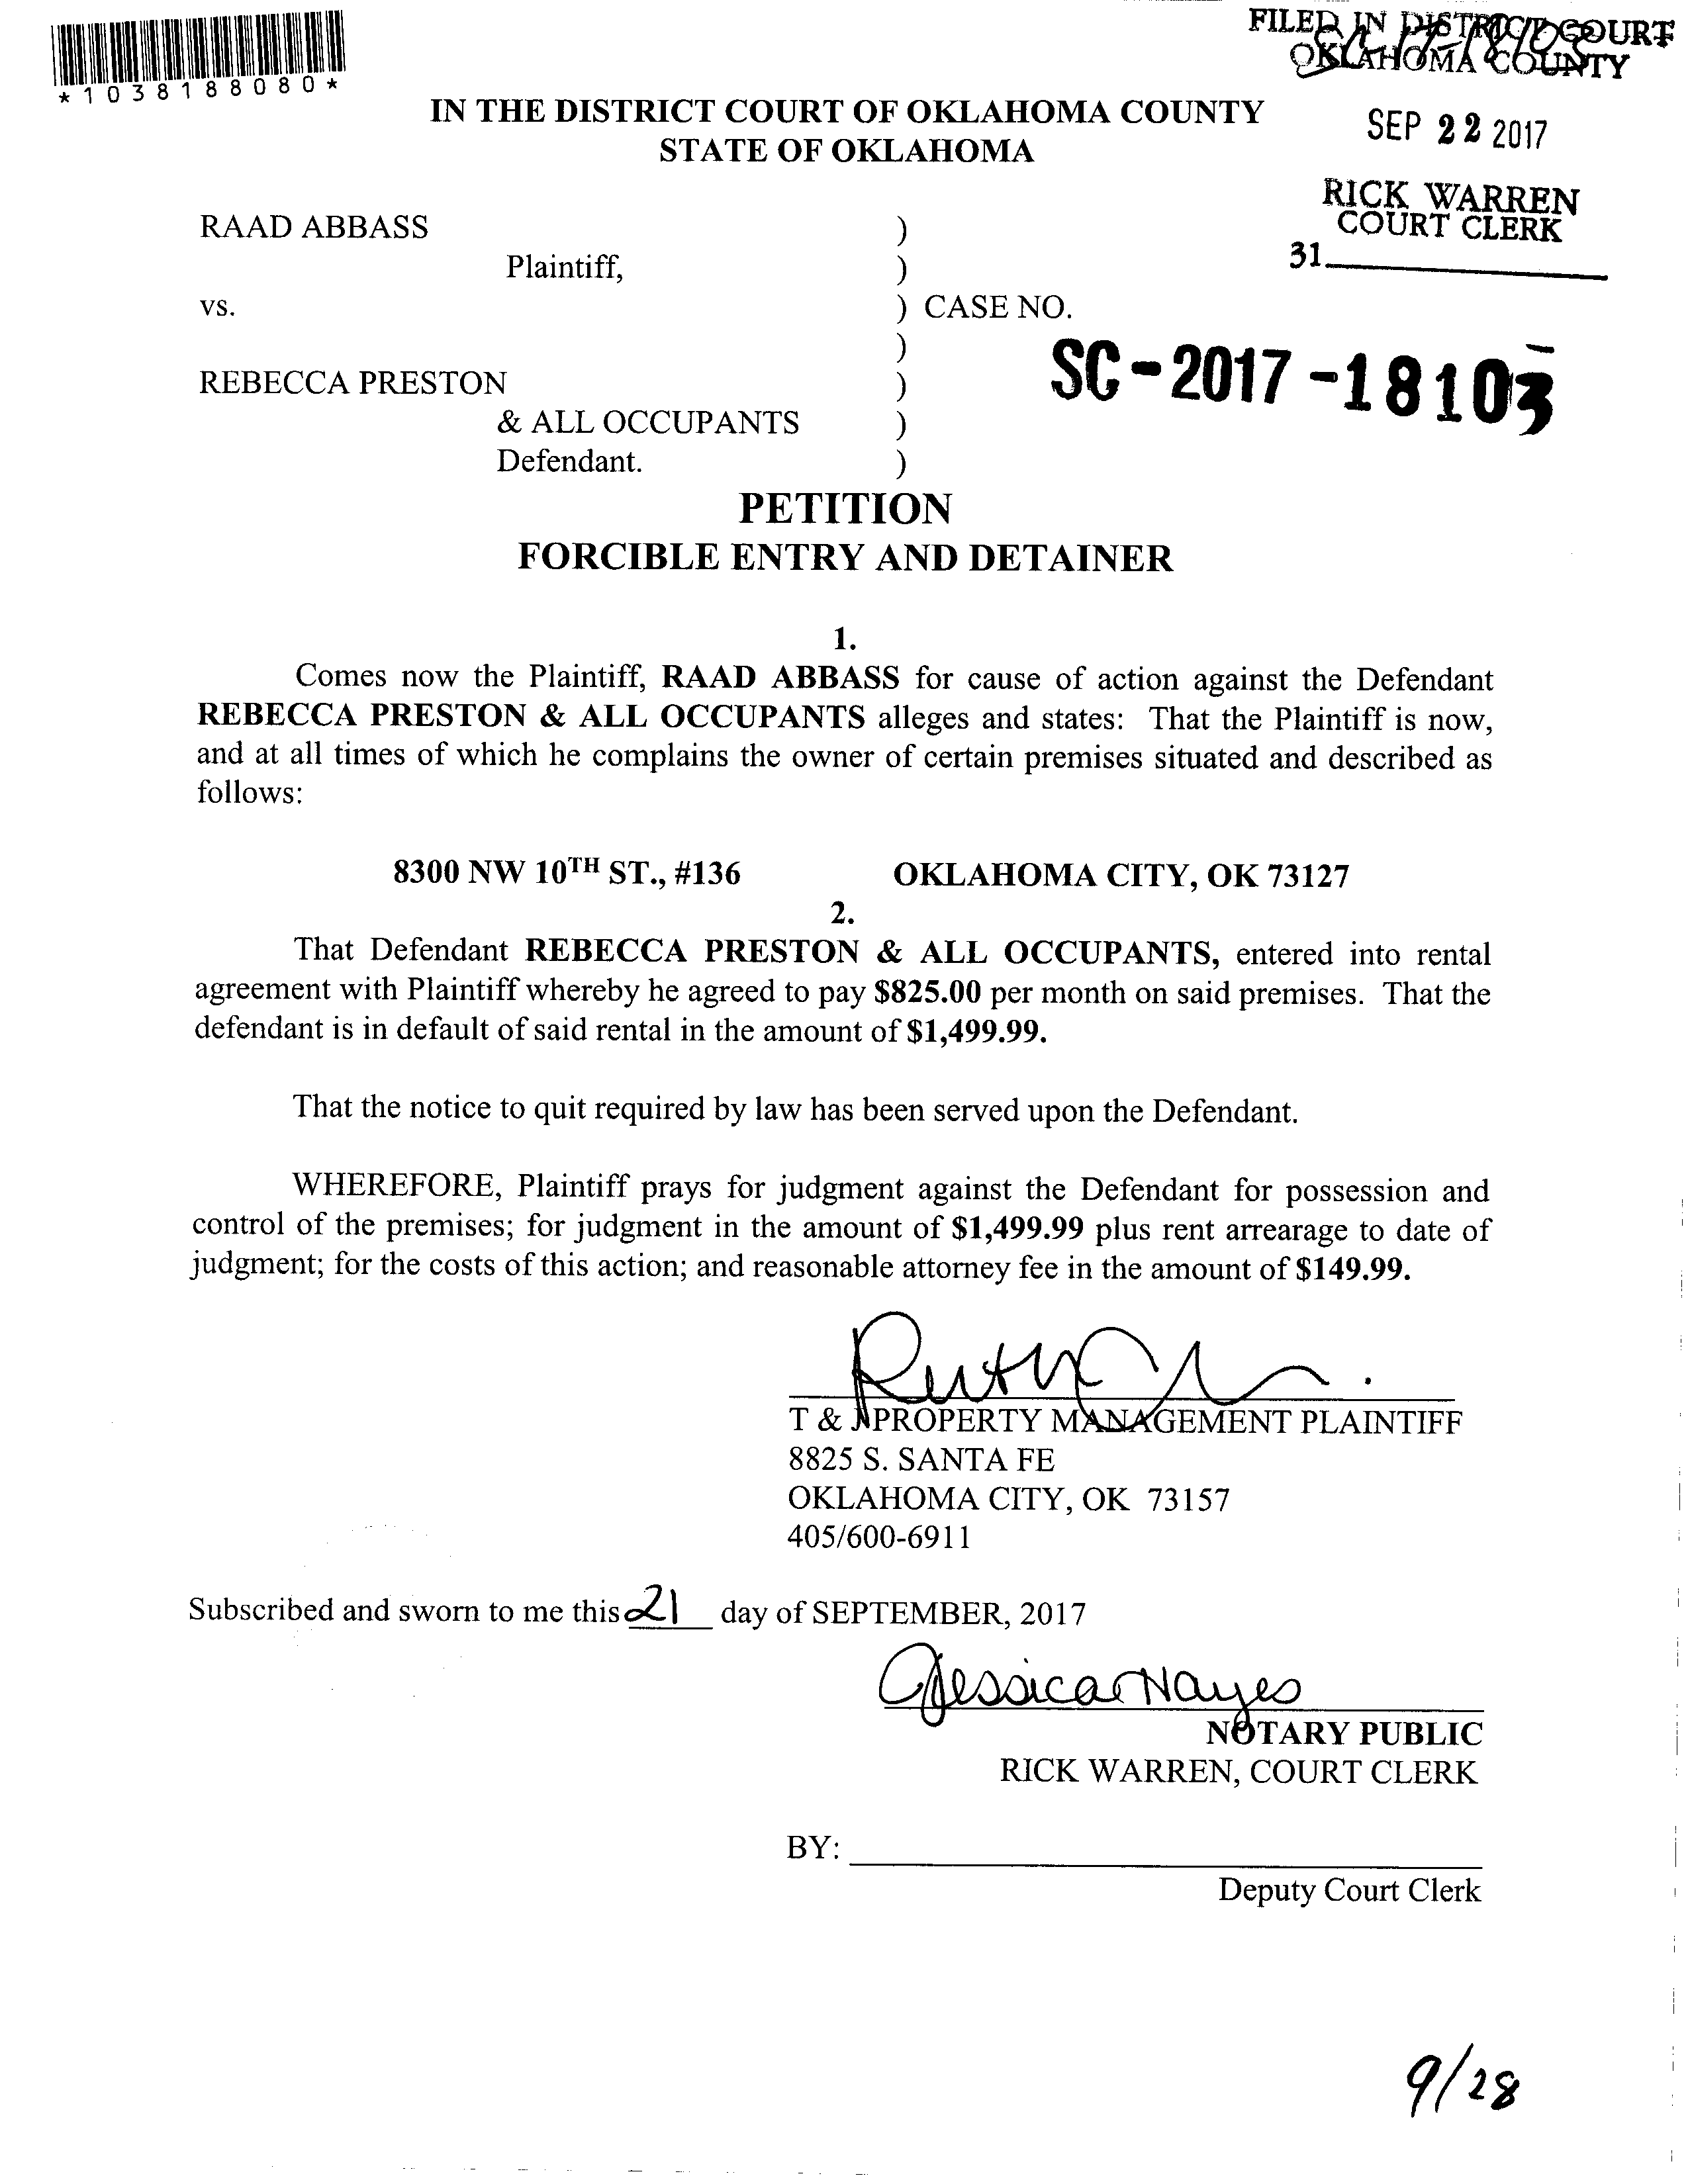 *1038188080*
FILED IN DISTRICT COURT
OKLAHOMA COUNTY
IN THE DISTRICT COURT OF OKLAHOMA COUNTY
STATE OF OKLAHOMA
SEP 22 2017
RICK WARREN
COURT CLERK
31
RAAD ABBASS )
Plaintiff, )
vs. ) CASE NO.
)
SC-2017-18103
REBECCA PRESTON )
& ALL OCCUPANTS )
Defendant. )
PETITION
FORCIBLE ENTRY AND DETAINER
1.
Comes now the Plaintiff, RAAD ABBASS for cause of action against the Defendant
REBECCA PRESTON & ALL OCCUPANTS alleges and states: That the Plaintiff is now,
and at all times of which he complains the owner of certain premises situated and described as
follows:
8300 NW 10TH ST., #136 OKLAHOMA CITY, OK 73127
2.
That Defendant REBECCA PRESTON & ALL OCCUPANTS, entered into rental
agreement with Plaintiff whereby he agreed to pay $825.00 per month on said premises. That the
defendant is in default of said rental in the amount of $1,499.99.
That the notice to quit required by law has been served upon the Defendant.
WHEREFORE, Plaintiff prays for judgment against the Defendant for possession and
control of the premises; for judgment in the amount of $1,499.99 plus rent arrearage to date of
judgment; for the costs of this action; and reasonable attorney fee in the amount of $149.99.
T & PROPERTY MANAGEMENT PLAINTIFF
8825 S. SANTA FE
OKLAHOMA CITY, OK 73157
405/600-6911
Subscribed and sworn to me this 21 day of SEPTEMBER, 2017
Jessica Hayes
NOTARY PUBLIC
RICK WARREN, COURT CLERK
BY:
Deputy Court Clerk
9/28